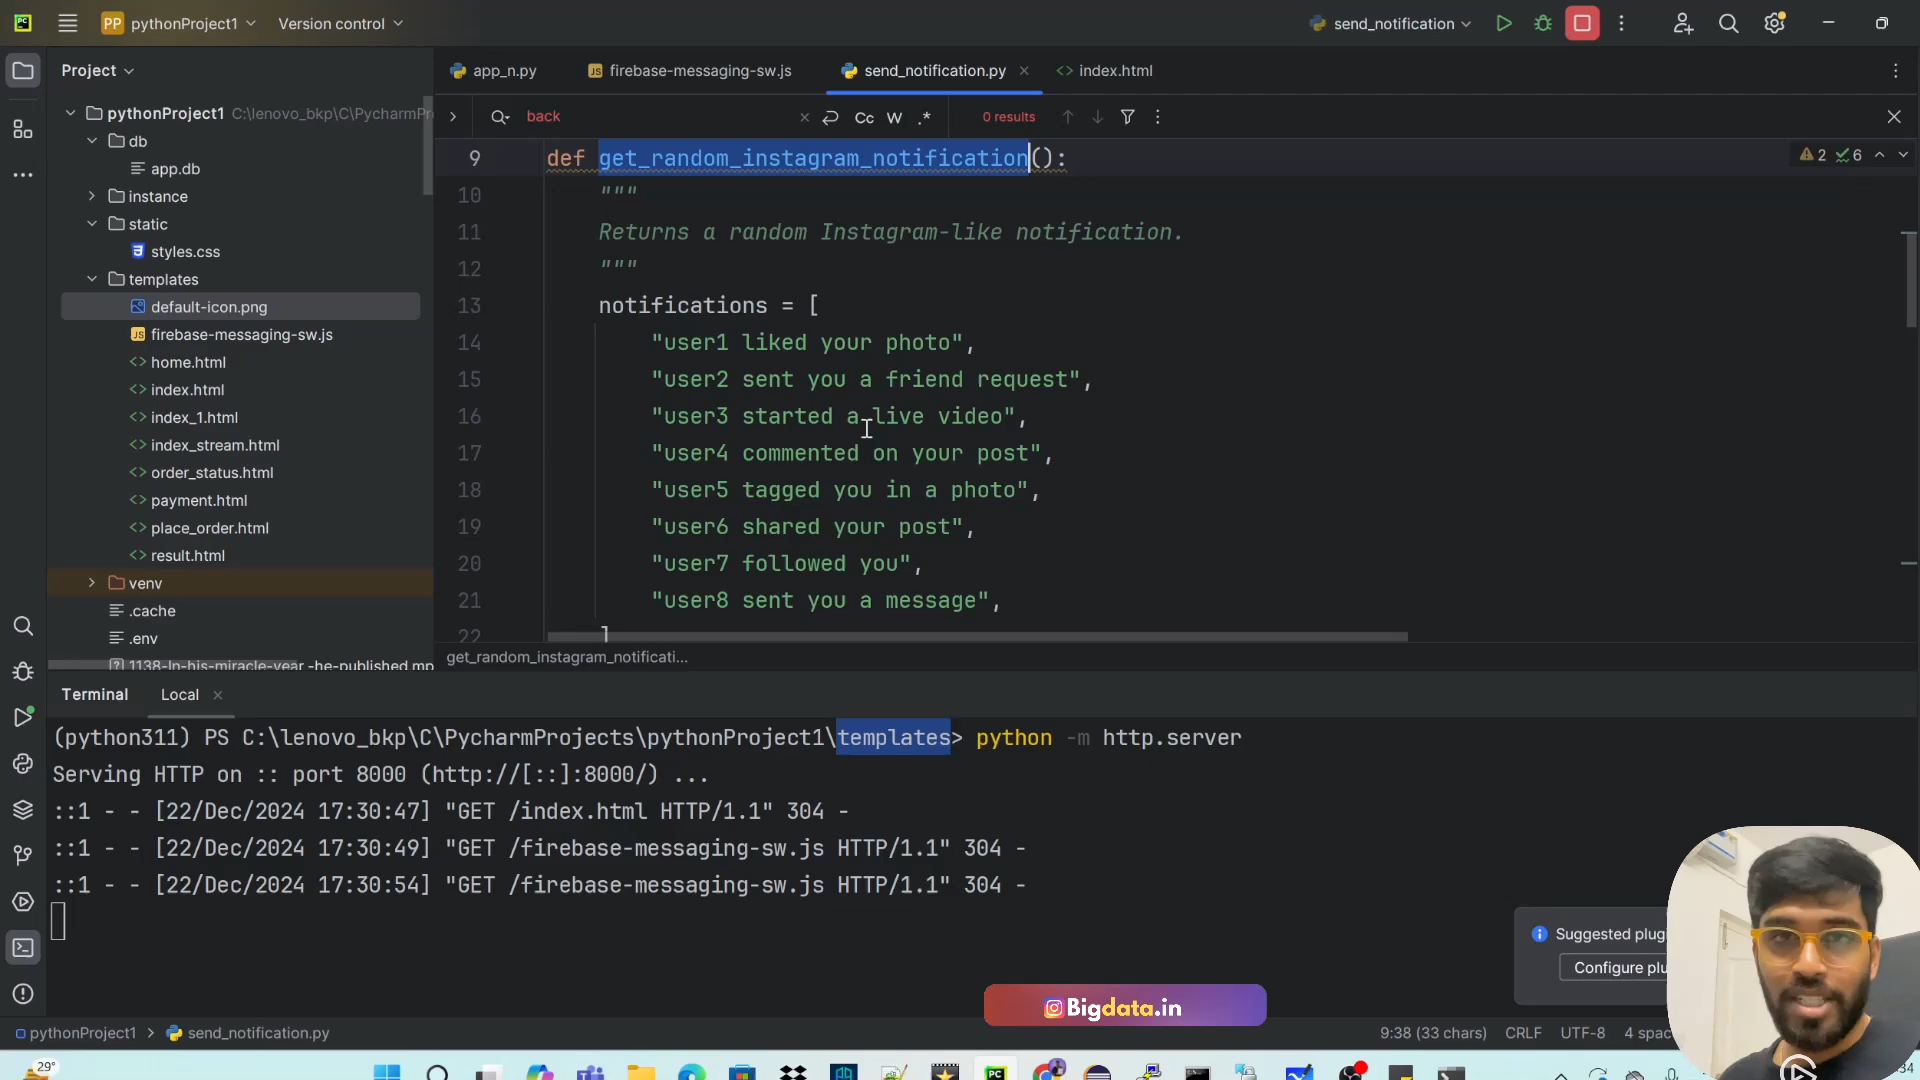 PP pythonProject1 Version control send_notification
Project app_n.py firebase-messaging-sw.js send_notification.py index.html
pythonProject1 C:\lenovo_bkp\C\PycharmPr
back Cc W .* 0 results
db
app.db
instance
static
styles.css
templates
default-icon.png
firebase-messaging-sw.js
home.html
index.html
index_1.html
index_stream.html
order_status.html
payment.html
place_order.html
result.html
venv
.cache
.env
1138-In-his-miracle-year -he-published mp
2 6
9 def get_random_instagram_notification():
10 """
11 Returns a random Instagram-like notification.
12 """
13 notifications = [
14 "user1 liked your photo",
15 "user2 sent you a friend request",
16 "user3 started a live video",
17 "user4 commented on your post",
18 "user5 tagged you in a photo",
19 "user6 shared your post",
20 "user7 followed you",
21 "user8 sent you a message",
22 ]
get_random_instagram_notificati...
Terminal Local
(python311) PS C:\lenovo_bkp\C\PycharmProjects\pythonProject1\templates> python -m http.server
Serving HTTP on :: port 8000 (http://[::]:8000/) ...
::1 - - [22/Dec/2024 17:30:47] "GET /index.html HTTP/1.1" 304 -
::1 - - [22/Dec/2024 17:30:49] "GET /firebase-messaging-sw.js HTTP/1.1" 304 -
::1 - - [22/Dec/2024 17:30:54] "GET /firebase-messaging-sw.js HTTP/1.1" 304 -
Suggested plugi
Configure plu
Bigdata.in
pythonProject1 send_notification.py 9:38 (33 chars) CRLF UTF-8 4 spac
29°